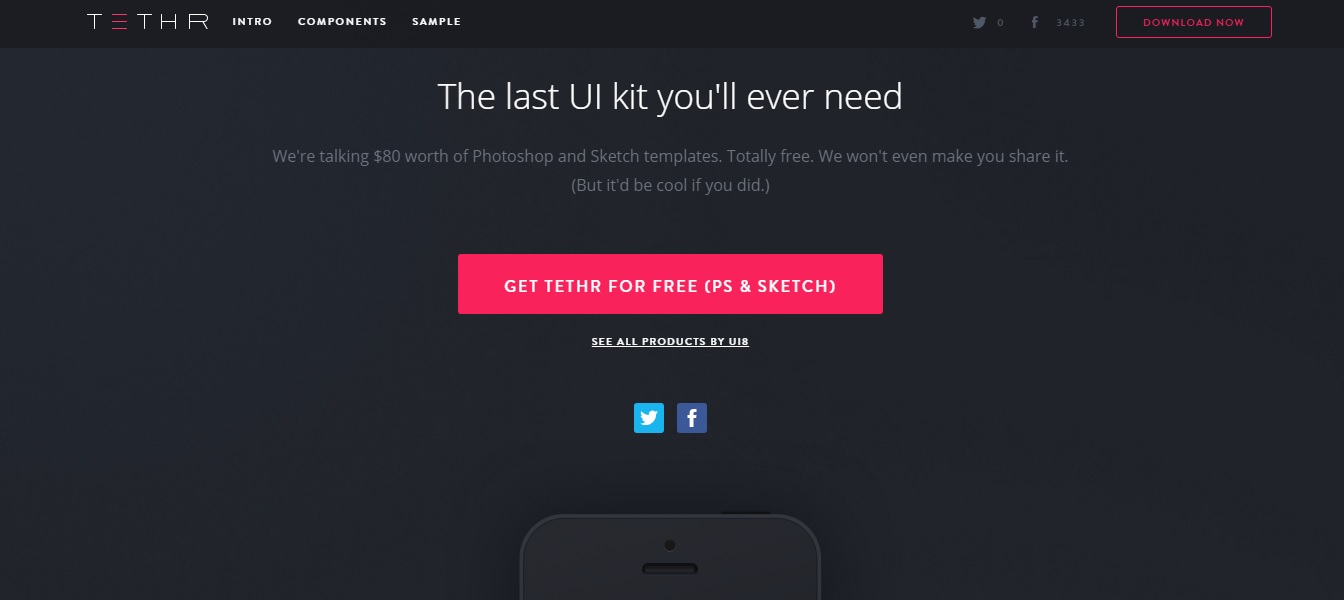 TETHR INTRO COMPONENTS SAMPLE 0 3433 DOWNLOAD NOW
The last UI kit you'll ever need
We're talking $80 worth of Photoshop and Sketch templates. Totally free. We won't even make you share it.
(But it'd be cool if you did.)
GET TETHR FOR FREE (PS & SKETCH)
SEE ALL PRODUCTS BY UI8